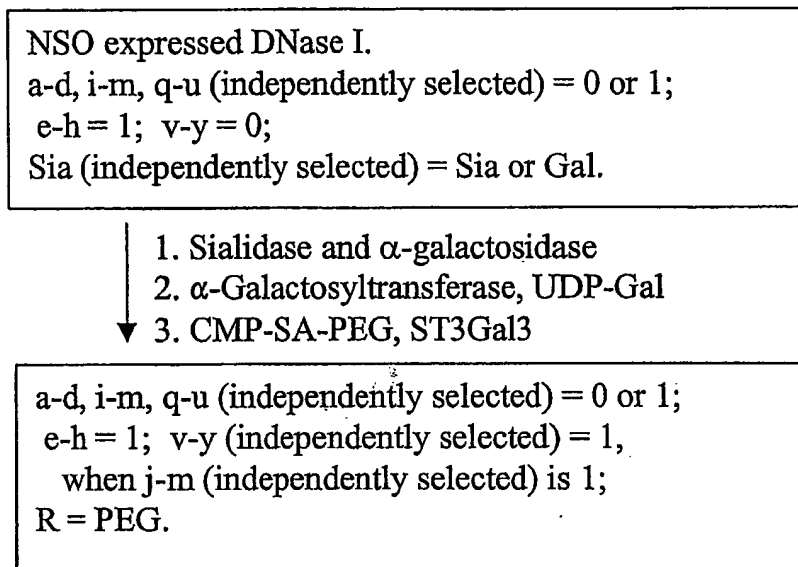 NSO expressed DNase I.
a-d, i-m, q-u (independently selected) = 0 or 1;
e-h = 1; v-y = 0;
Sia (independently selected) = Sia or Gal.
1. Sialidase and α-galactosidase
2. α-Galactosyltransferase, UDP-Gal
3. CMP-SA-PEG, ST3Gal3
a-d, i-m, q-u (independently selected) = 0 or 1;
e-h = 1; v-y (independently selected) = 1,
when j-m (independently selected) is 1;
R = PEG.